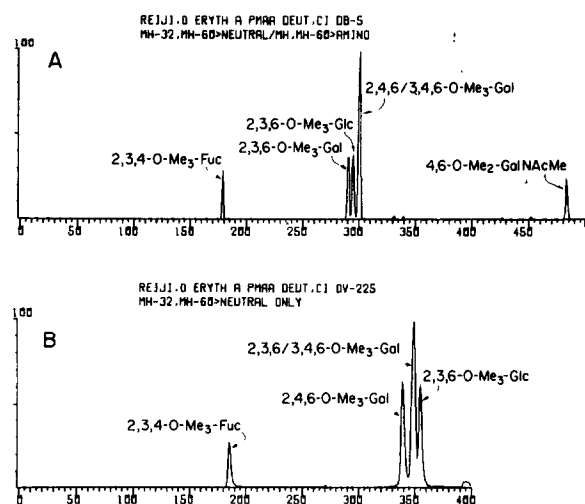 REIJI.O ERYTH A PMAA DEUT,CI DB-5
MH-32,MH-60>NEUTRAL/MH,MH-60>AMINO
100
A
2,4,6/3,4,6-O-Me3-Gal
2,3,6-O-Me3-Glc
2,3,6-O-Me3-Gal
2,3,4-O-Me3-Fuc
4,6-O-Me2-GalNAcMe
0 50 100 150 200 250 300 350 400 450
REIJI.O ERYTH A PMAA DEUT,CI OV-225
MH-32,MH-60>NEUTRAL ONLY
100
B
2,3,6/3,4,6-O-Me3-Gal
2,3,6-O-Me3-Glc
2,4,6-O-Me3-Gal
2,3,4-O-Me3-Fuc
0 50 100 150 200 250 300 350 400